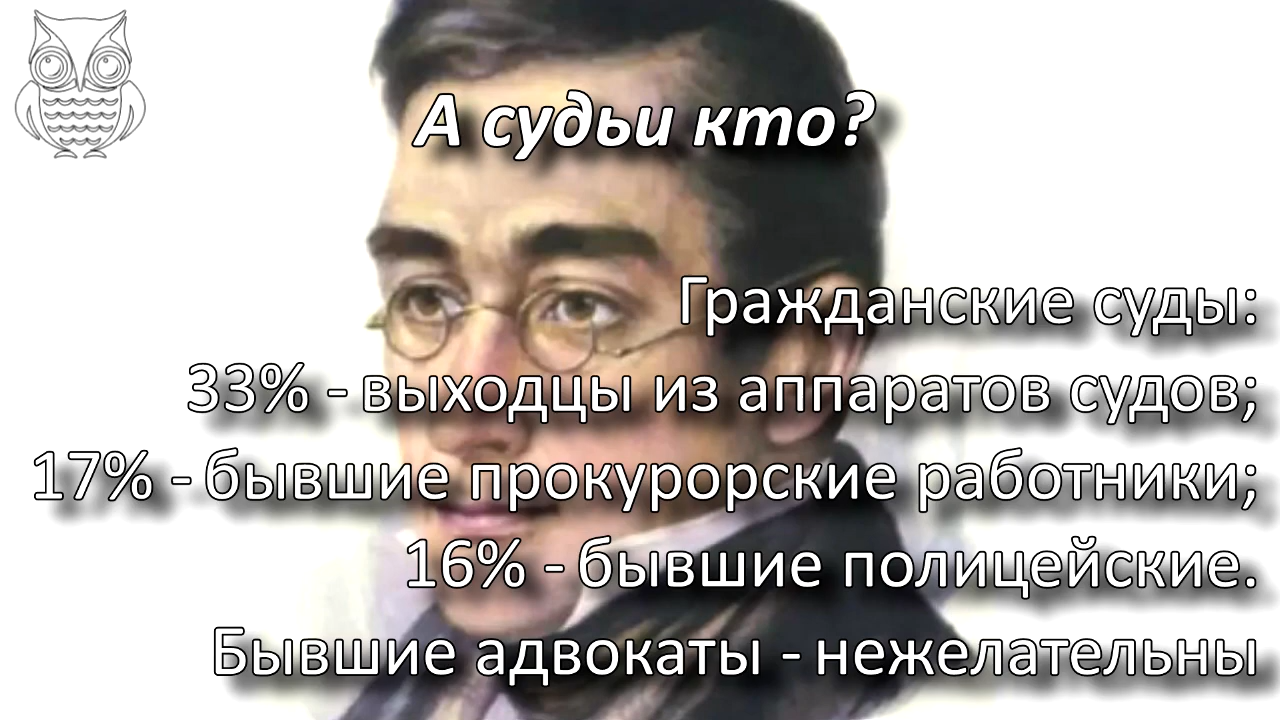 А судьи кто?
Гражданские суды:
33% - выходцы из аппаратов судов;
17% - бывшие прокурорские работники;
16% - бывшие полицейские.
Бывшие адвокаты - нежелательны